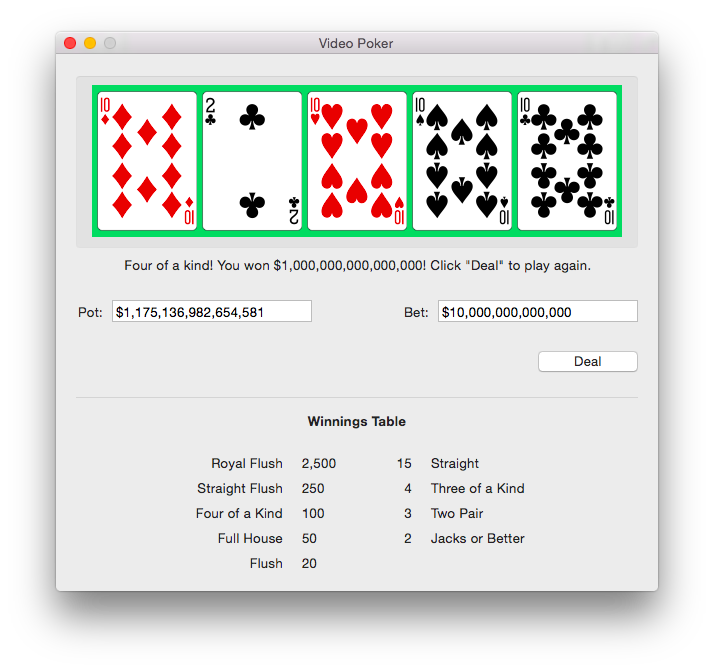 Video Poker
10 2 10 10 10
10 2 10 10 10
Four of a kind! You won $1,000,000,000,000,000! Click "Deal" to play again.
Pot: $1,175,136,982,654,581 Bet: $10,000,000,000,000
Deal
Winnings Table
Royal Flush 2,500 15 Straight
Straight Flush 250 4 Three of a Kind
Four of a Kind 100 3 Two Pair
Full House 50 2 Jacks or Better
Flush 20